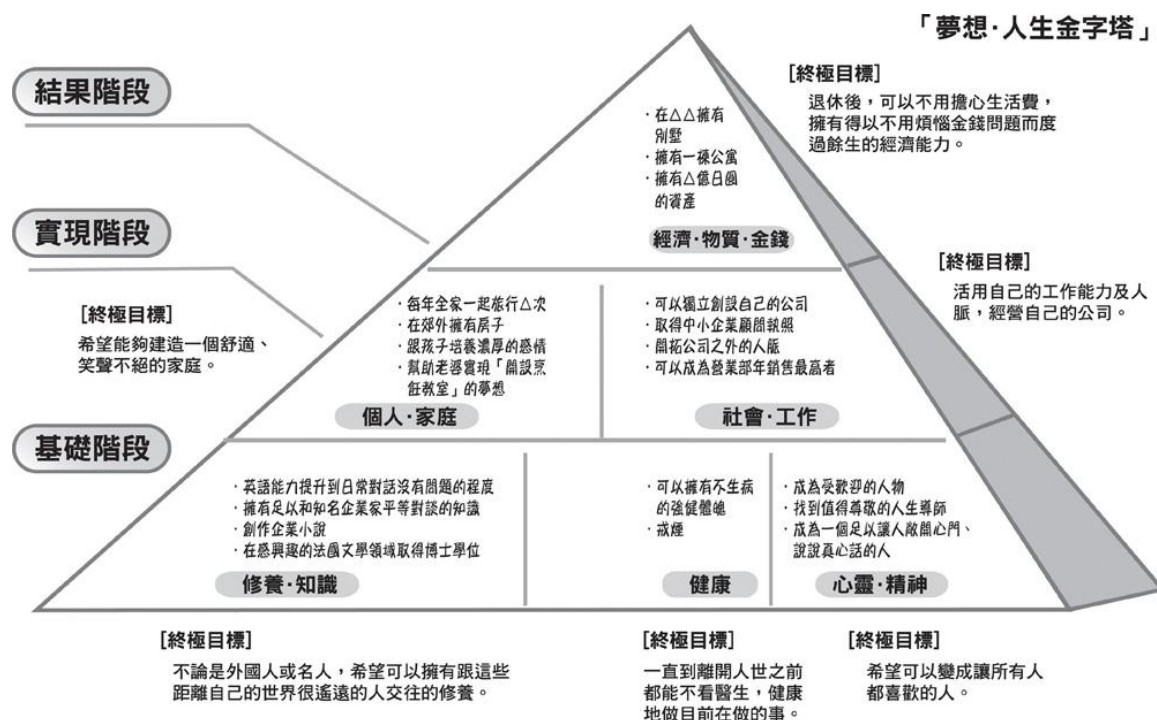 「夢想·人生金字塔」
結果階段
[終極目標]
退休後，可以不用擔心生活費，
擁有得以不用煩惱金錢問題而度
過餘生的經濟能力。
·在△△擁有
別墅
·擁有一棟公寓
·擁有△億日圓
的資產
經濟·物質·金錢
實現階段
[終極目標]
希望能夠建造一個舒適、
笑聲不絕的家庭。
·每年全家一起旅行△次
·在郊外擁有房子
·跟孩子培養濃厚的感情
·幫助老婆實現「開設烹
飪教室」的夢想
個人·家庭
·可以獨立創設自己的公司
·取得中小企業顧問執照
·開拓公司之外的人脈
·可以成為營業部年銷售最高者
社會·工作
[終極目標]
活用自己的工作能力及人
脈，經營自己的公司。
基礎階段
·英語能力提升到日常對話沒有問題的程度
·擁有足以和知名企業家平等對談的知識
·創作企業小說
·在感興趣的法國文學領域取得博士學位
修養·知識
·可以擁有不生病
的強健體魄
·戒煙
健康
·成為受歡迎的人物
·找到值得尊敬的人生導師
·成為一個足以讓人敞開心門、
說說真心話的人
心靈·精神
[終極目標]
不論是外國人或名人，希望可以擁有跟這些
距離自己的世界很遙遠的人交往的修養。
[終極目標]
一直到離開人世之前
都能不看醫生，健康
地做目前在做的事。
[終極目標]
希望可以變成讓所有人
都喜歡的人。